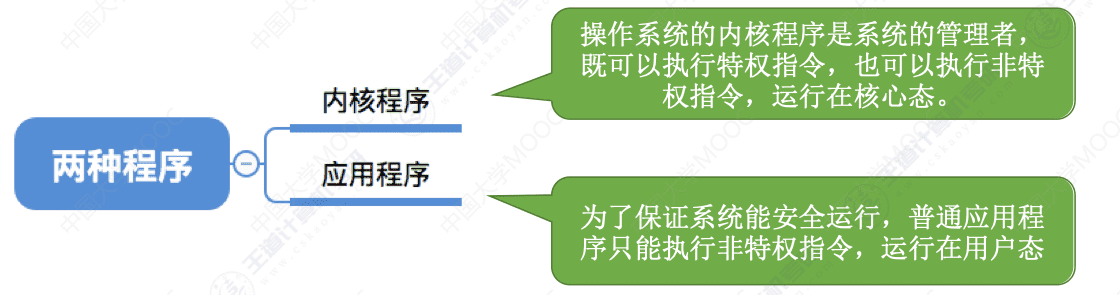 操作系统的内核程序是系统的管理者，
既可以执行特权指令，也可以执行非特
权指令，运行在核心态。
内核程序
两种程序
应用程序
为了保证系统能安全运行，普通应用程
序只能执行非特权指令，运行在用户态